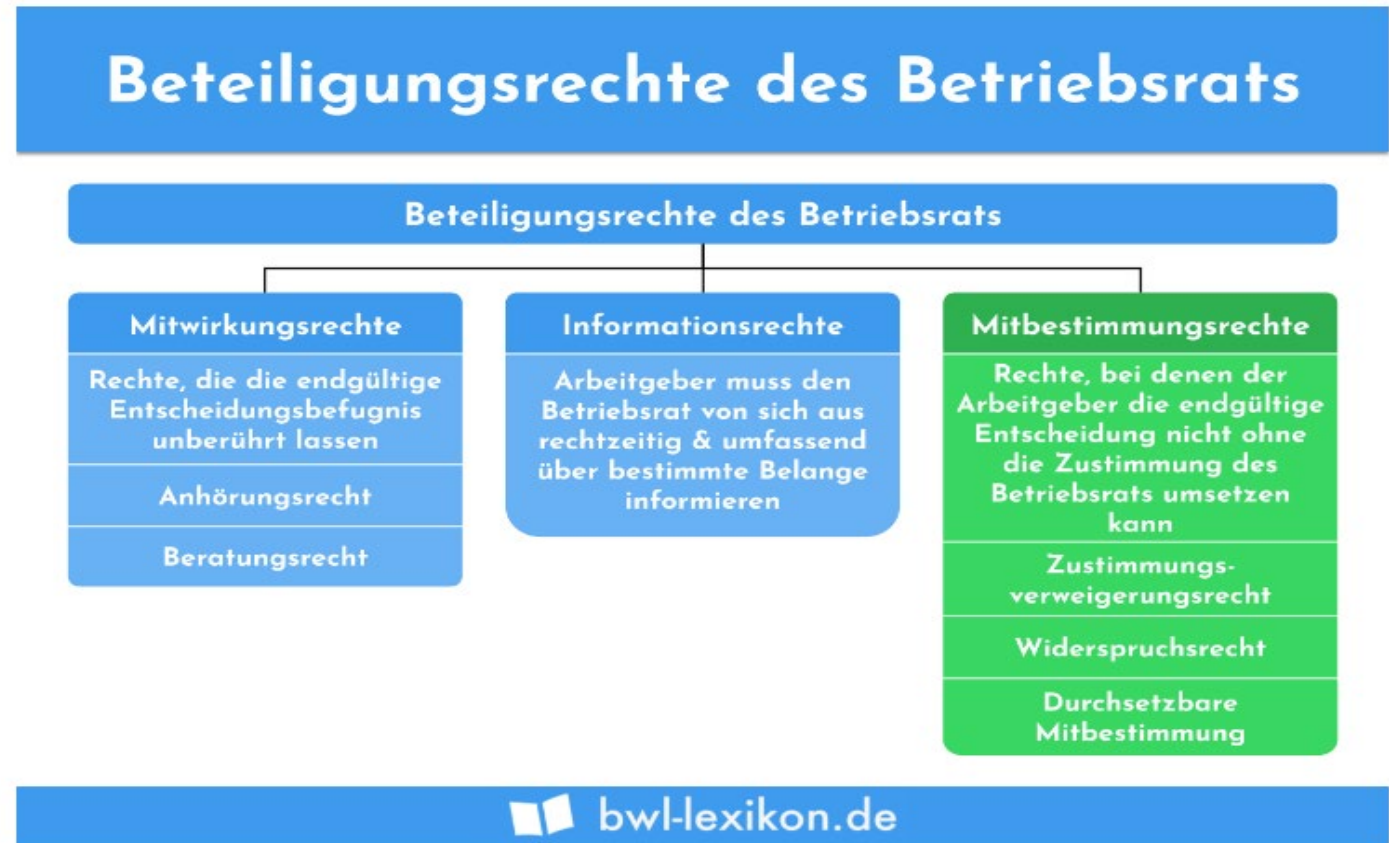 Beteiligungsrechte des Betriebsrats
Beteiligungsrechte des Betriebsrats
Mitwirkungsrechte
Rechte, die die endgültige
Entscheidungsbefugnis
unberührt lassen
Anhörungsrecht
Beratungsrecht
Informationsrechte
Arbeitgeber muss den
Betriebsrat von sich aus
rechtzeitig & umfassend
über bestimmte Belange
informieren
Mitbestimmungsrechte
Rechte, bei denen der
Arbeitgeber die endgültige
Entscheidung nicht ohne
die Zustimmung des
Betriebsrats umsetzen
kann
Zustimmungs-
verweigerungsrecht
Widerspruchsrecht
Durchsetzbare
Mitbestimmung
bwl-lexikon.de